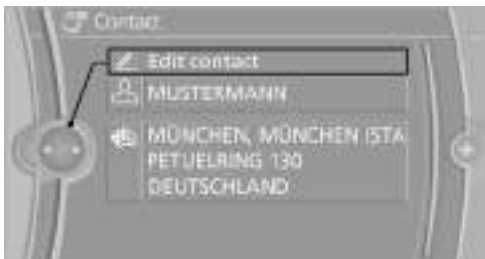 Contact
Edit contact
MUSTERMANN
MÜNCHEN, MÜNCHEN (STA
PETUELRING 130
DEUTSCHLAND